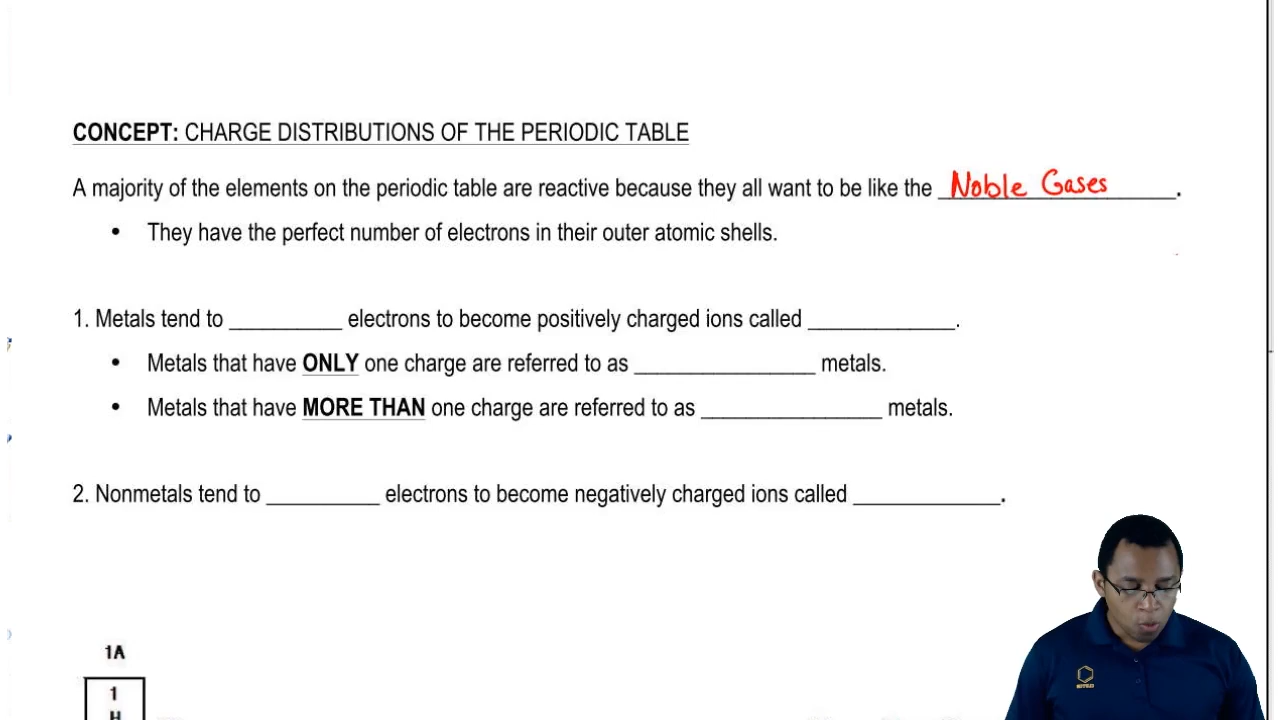 CONCEPT: CHARGE DISTRIBUTIONS OF THE PERIODIC TABLE
A majority of the elements on the periodic table are reactive because they all want to be like the Noble Gases.
• They have the perfect number of electrons in their outer atomic shells.
1. Metals tend to __________ electrons to become positively charged ions called _____________.
• Metals that have ONLY one charge are referred to as ________________ metals.
• Metals that have MORE THAN one charge are referred to as ________________ metals.
2. Nonmetals tend to __________ electrons to become negatively charged ions called _____________.
1A
1
H